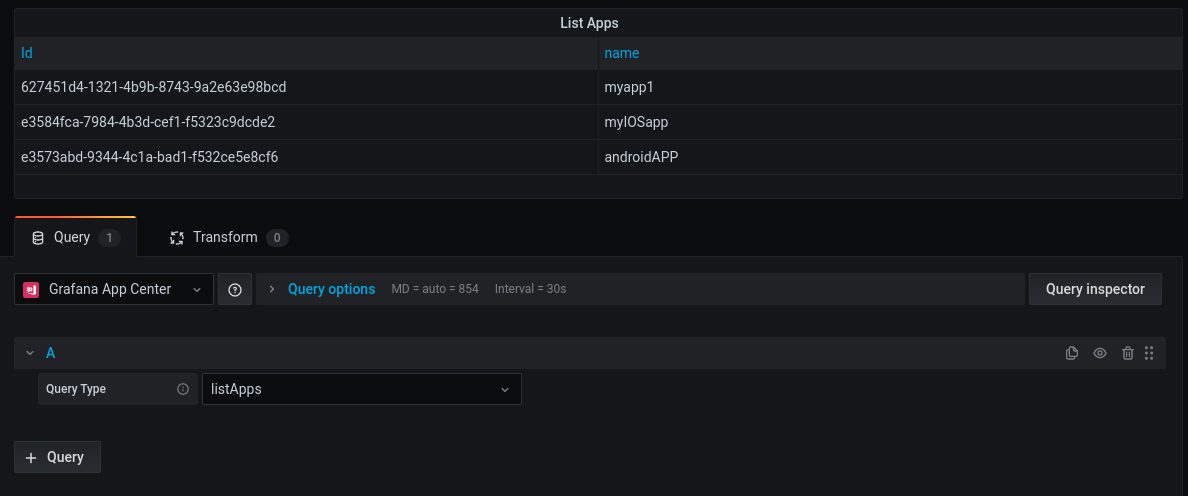 List Apps
Id name
627451d4-1321-4b9b-8743-9a2e63e98bcd myapp1
e3584fca-7984-4b3d-cef1-f5323c9dcde2 myIOSapp
e3573abd-9344-4c1a-bad1-f532ce5e8cf6 androidAPP
Query 1 Transform 0
Grafana App Center Query options MD = auto = 854 Interval = 30s Query inspector
A
Query Type listApps
+ Query